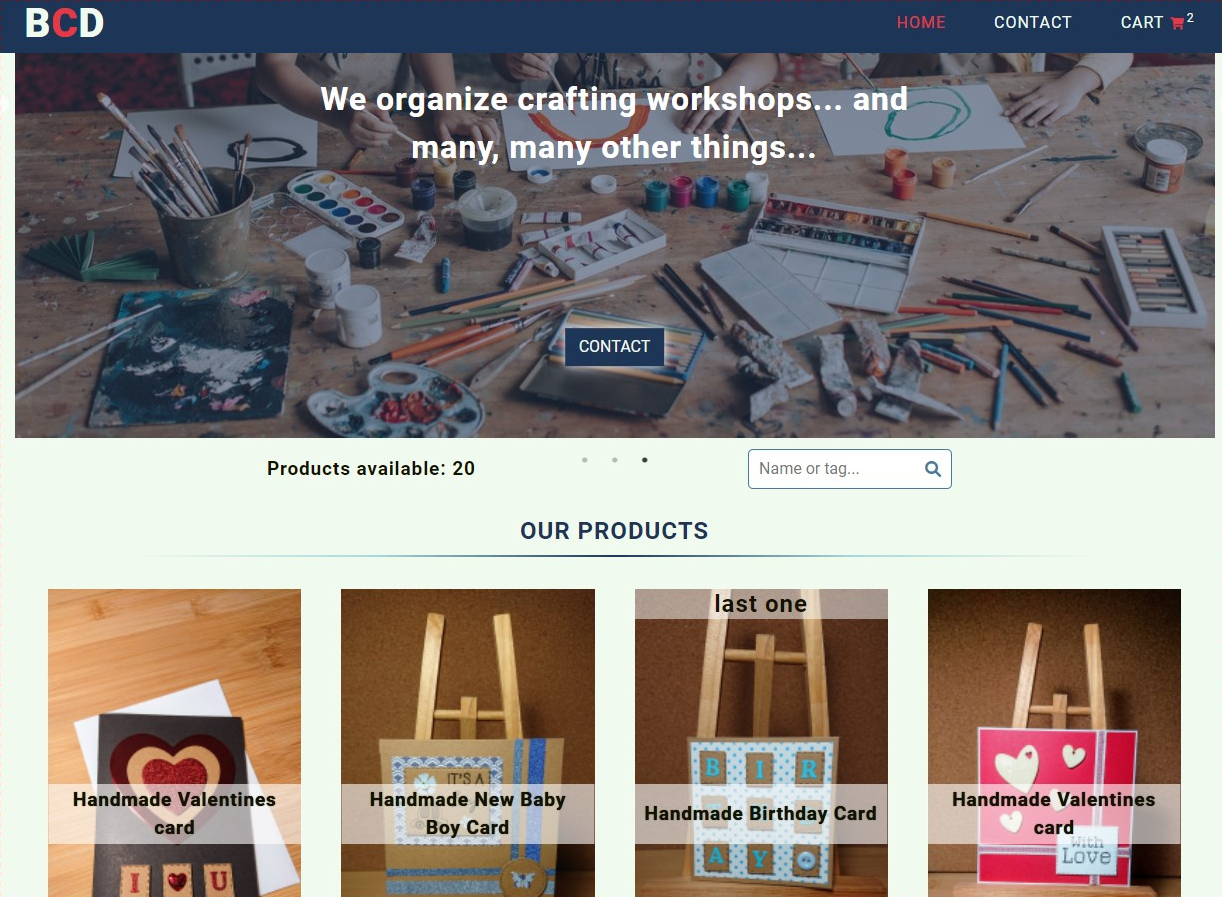 BCD
HOME
CONTACT
CART
2
We organize crafting workshops... and
many, many other things...
CONTACT
Products available: 20
Name or tag...
OUR PRODUCTS
Handmade Valentines
card
I U
IT'S A
Handmade New Baby
Boy Card
last one
B I R
Handmade Birthday Card
A Y
Handmade Valentines
card
With
Love